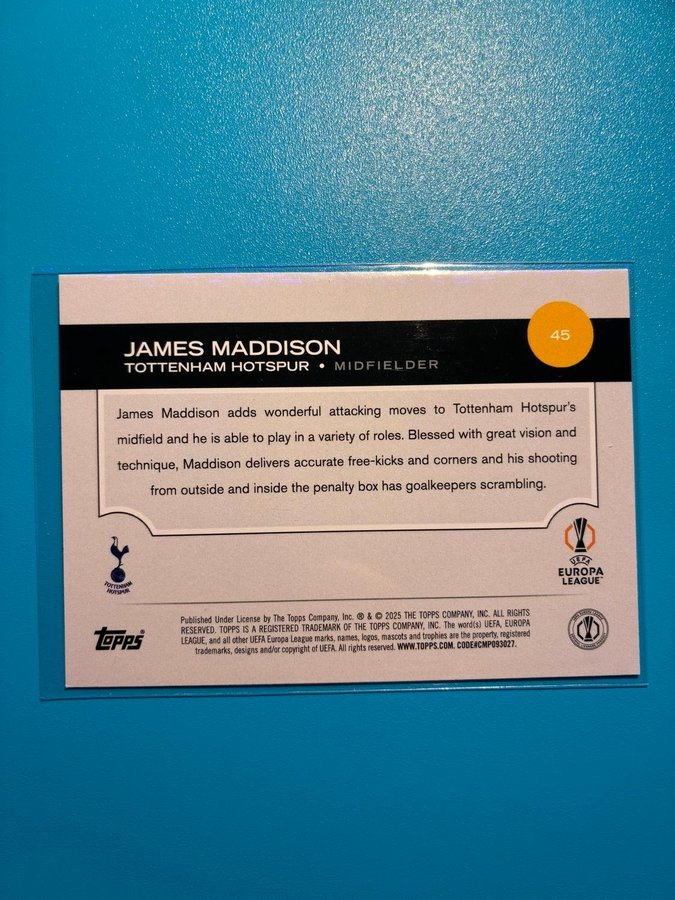 45
JAMES MADDISON
TOTTENHAM HOTSPUR • MIDFIELDER
James Maddison adds wonderful attacking moves to Tottenham Hotspur's
midfield and he is able to play in a variety of roles. Blessed with great vision and
technique, Maddison delivers accurate free-kicks and corners and his shooting
from outside and inside the penalty box has goalkeepers scrambling.
TOTTENHAM
HOTSPUR
UEFA
EUROPA
LEAGUE™
Topps®
Published Under License by The Topps Company, Inc. ® & © 2025 THE TOPPS COMPANY, INC. ALL RIGHTS
RESERVED. TOPPS IS A REGISTERED TRADEMARK OF THE TOPPS COMPANY, INC. The word(s) UEFA, EUROPA
LEAGUE, and all other UEFA Europa League marks, names, logos, mascots and trophies are the property, registered
trademarks, designs and/or copyright of UEFA. All rights reserved. WWW.TOPPS.COM. CODE#CMP093027.